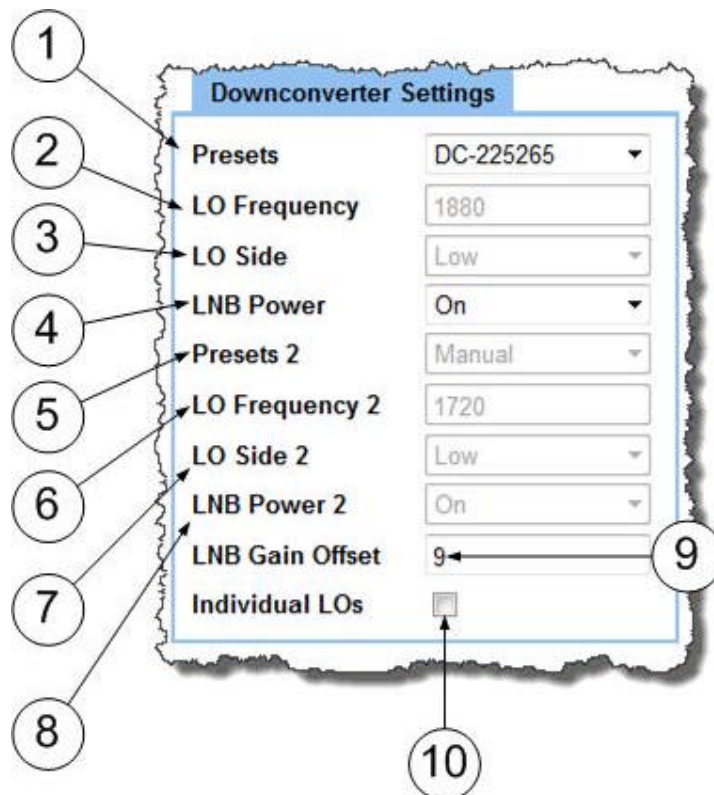 Downconverter Settings
1
Presets DC-225265
2
LO Frequency 1880
3
LO Side Low
4
LNB Power On
5
Presets 2 Manual
6
LO Frequency 2 1720
7
LO Side 2 Low
8
LNB Power 2 On
LNB Gain Offset 9
9
Individual LOs
10